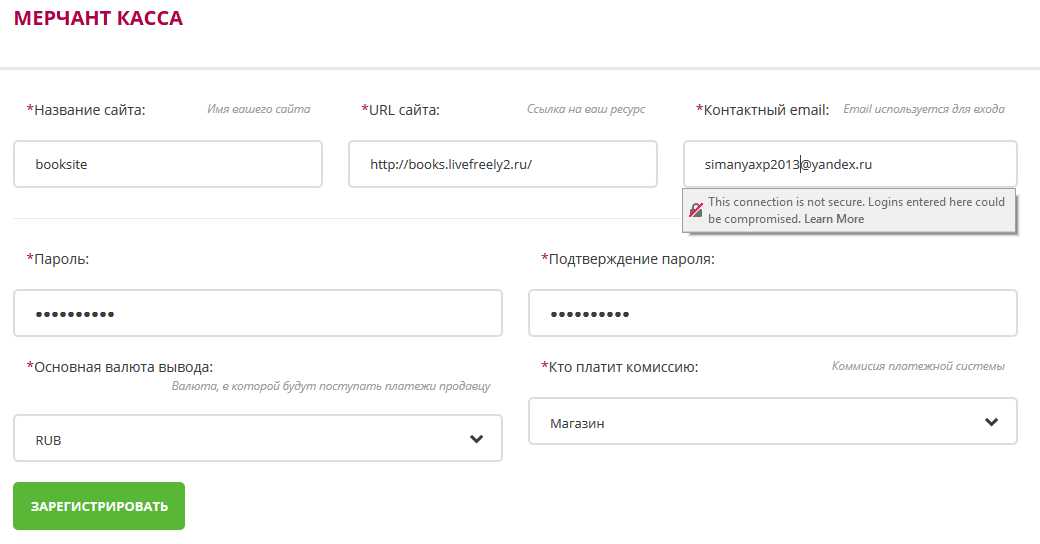 МЕРЧАНТ КАССА
*Название сайта: Имя вашего сайта
*URL сайта: Ссылка на ваш ресурс
*Контактный email: Email используется для входа
booksite
http://books.livefreely2.ru/
simanyaxp2013@yandex.ru
This connection is not secure. Logins entered here could
be compromised. Learn More
*Пароль:
*Подтверждение пароля:
••••••••••
••••••••••
*Основная валюта вывода:
Валюта, в которой будут поступать платежи продавцу
*Кто платит комиссию: Коммисия платежной системы
RUB
Магазин
ЗАРЕГИСТРИРОВАТЬ